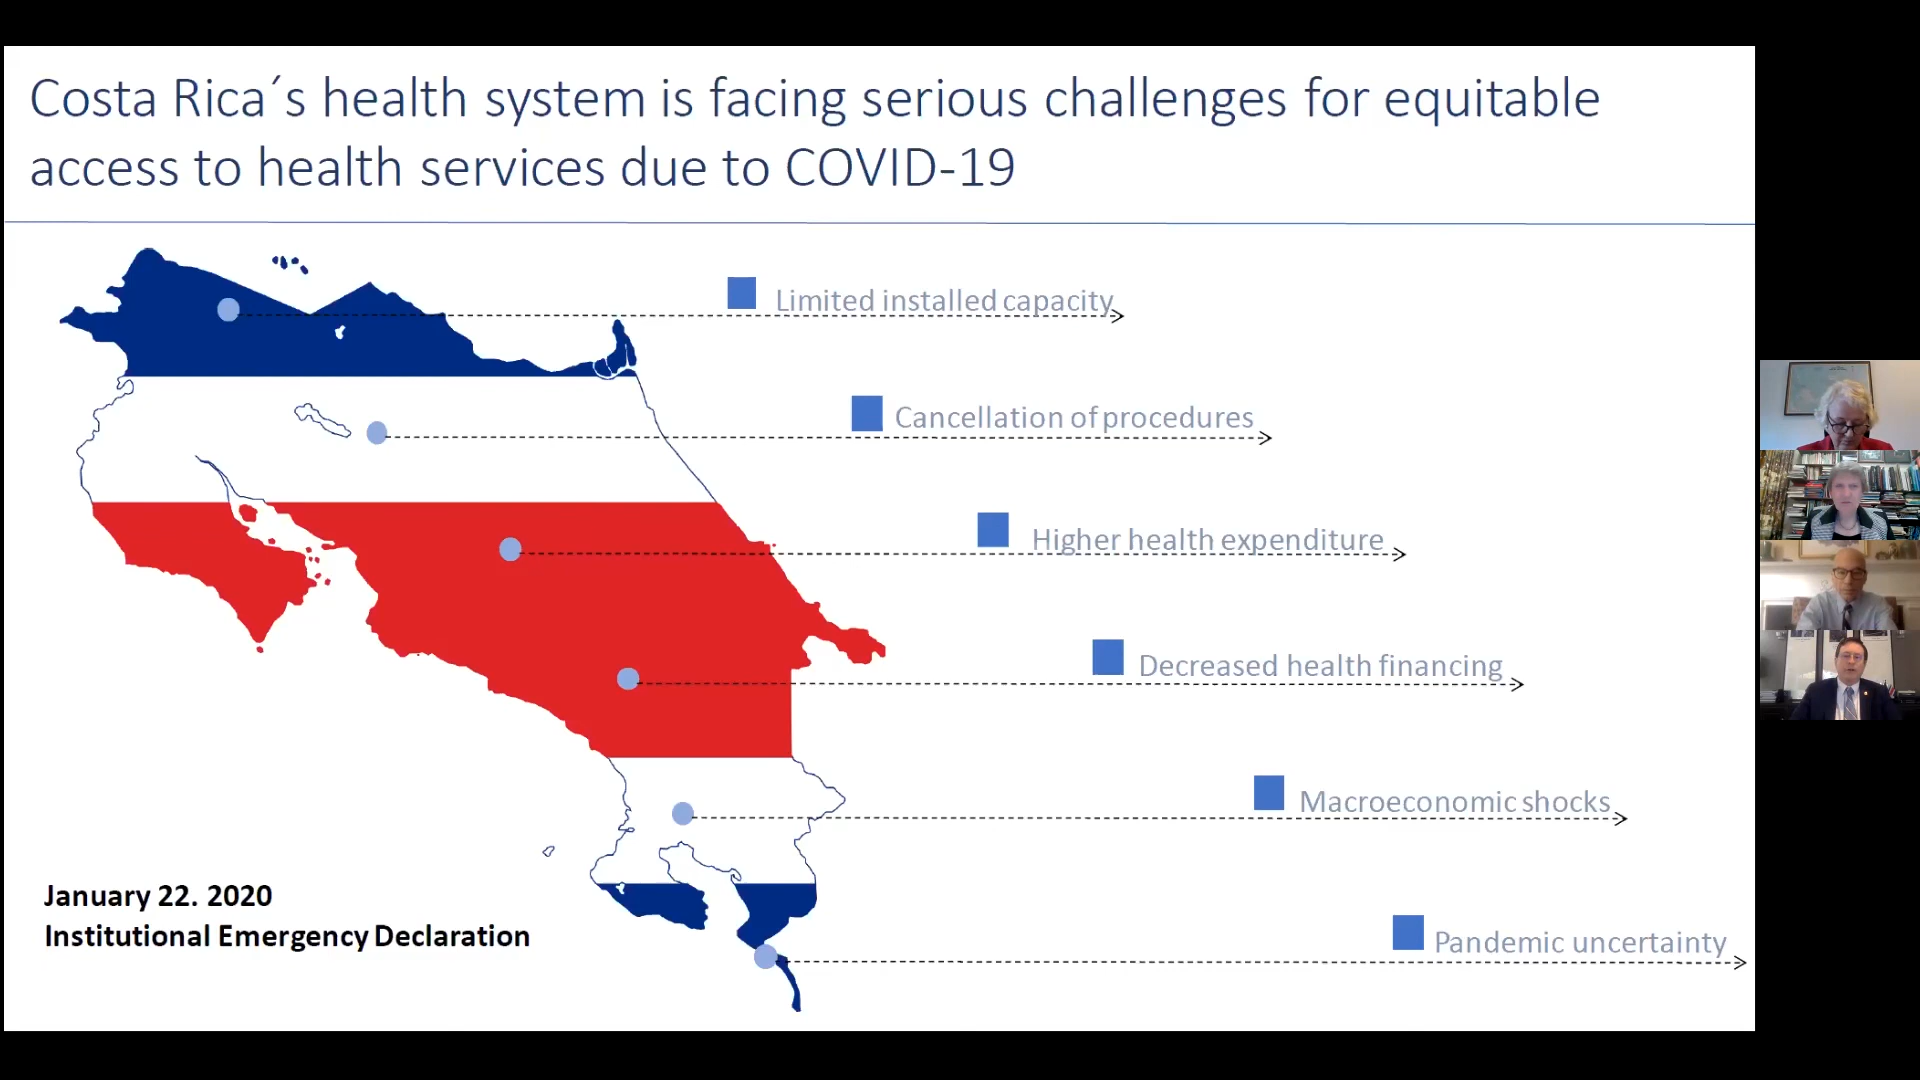 Costa Rica´s health system is facing serious challenges for equitable
access to health services due to COVID-19
Limited installed capacity
Cancellation of procedures
Higher health expenditure
Decreased health financing
Macroeconomic shocks
Pandemic uncertainty
January 22. 2020
Institutional Emergency Declaration